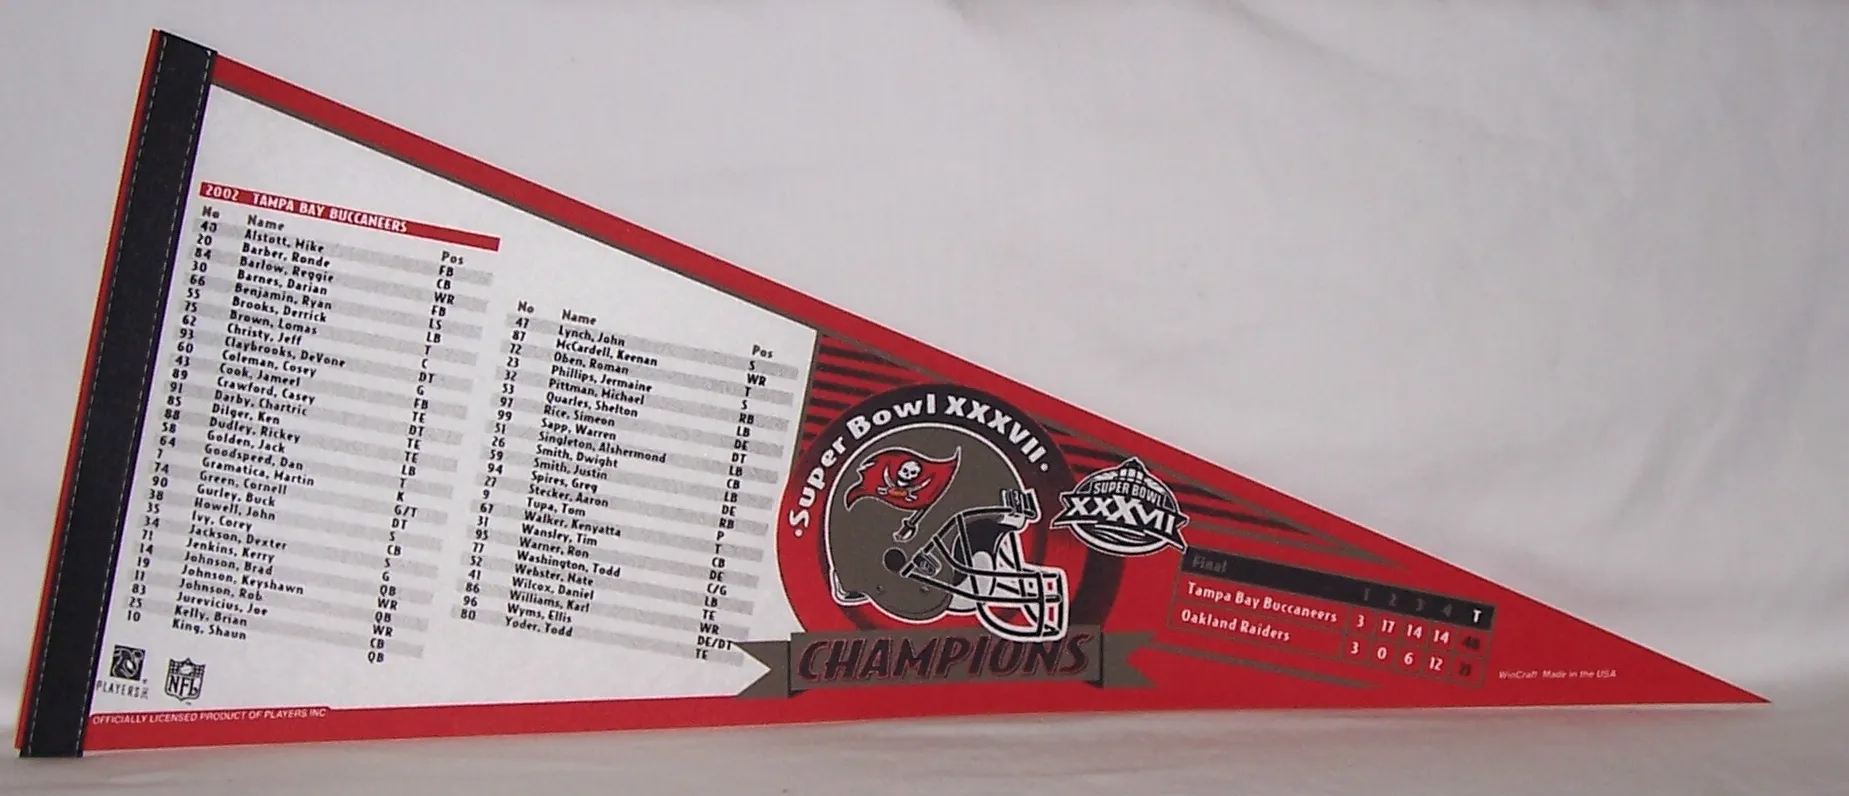 2002 TAMPA BAY BUCCANEERS
No Name Pos
40 Alstott, Mike FB
20 Barber, Ronde CB
84 Barlow, Reggie WR
30 Barnes, Darian FB
66 Benjamin, Ryan LS
55 Brooks, Derrick LB
75 Brown, Lomas T
62 Christy, Jeff C
93 Claybrooks, DeVone DT
60 Coleman, Cosey G
43 Cook, Jameel FB
89 Crawford, Casey TE
91 Darby, Chartric DT
85 Dilger, Ken TE
88 Dudley, Rickey TE
58 Golden, Jack LB
64 Goodspeed, Dan T
7 Gramatica, Martin K
74 Green, Cornell G/T
90 Gurley, Buck DT
38 Howell, John S
35 Ivy, Corey CB
34 Jackson, Dexter S
71 Jenkins, Kerry G
14 Johnson, Brad QB
19 Johnson, Keyshawn WR
11 Johnson, Rob QB
83 Jurevicius, Joe WR
25 Kelly, Brian CB
10 King, Shaun QB
No Name Pos
47 Lynch, John S
87 McCardell, Keenan WR
72 Oben, Roman T
23 Phillips, Jermaine S
32 Pittman, Michael RB
53 Quarles, Shelton LB
97 Rice, Simeon DE
99 Sapp, Warren DT
51 Singleton, Alshermond LB
26 Smith, Dwight CB
59 Smith, Justin LB
94 Spires, Greg DE
27 Stecker, Aaron RB
9 Tupa, Tom P
67 Walker, Kenyatta T
31 Wansley, Tim CB
95 Warner, Ron DE
77 Washington, Todd C/G
52 Webster, Nate LB
41 Wilcox, Daniel TE
86 Williams, Karl WR
96 Wyms, Ellis DE/DT
80 Yoder, Todd TE
PLAYERS INC
NFL
OFFICIALLY LICENSED PRODUCT OF PLAYERS INC
•Super Bowl XXXVII•
CHAMPIONS
SUPER BOWL
XXXVII
Final
1 2 3 4 T
Tampa Bay Buccaneers 3 17 14 14 48
Oakland Raiders 3 0 6 12 21
WinCraft Made in the USA